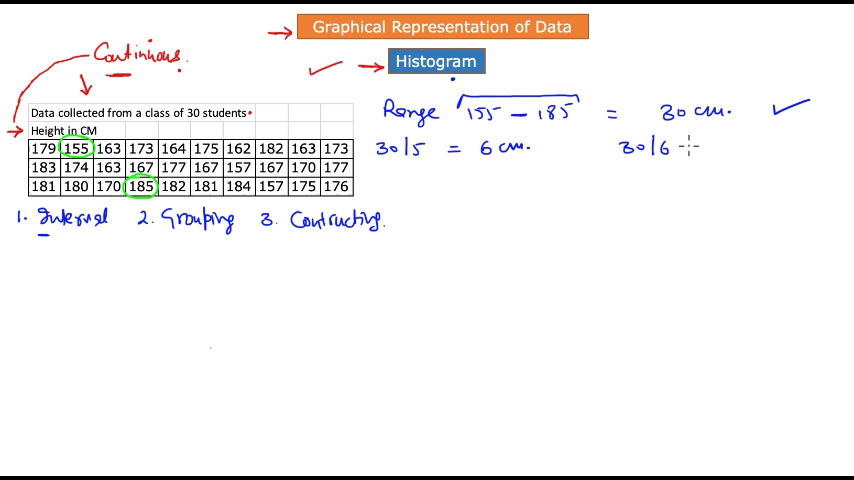 Graphical Representation of Data
Histogram
Continuous.
Data collected from a class of 30 students
Height in CM
179 155 163 173 164 175 162 182 163 173
183 174 163 167 177 167 157 167 170 177
181 180 170 185 182 181 184 157 175 176
Range 155 - 185 = 30 cm.
30/5 = 6 cm. 30/6
1. Interval 2. Grouping 3. Contructing.